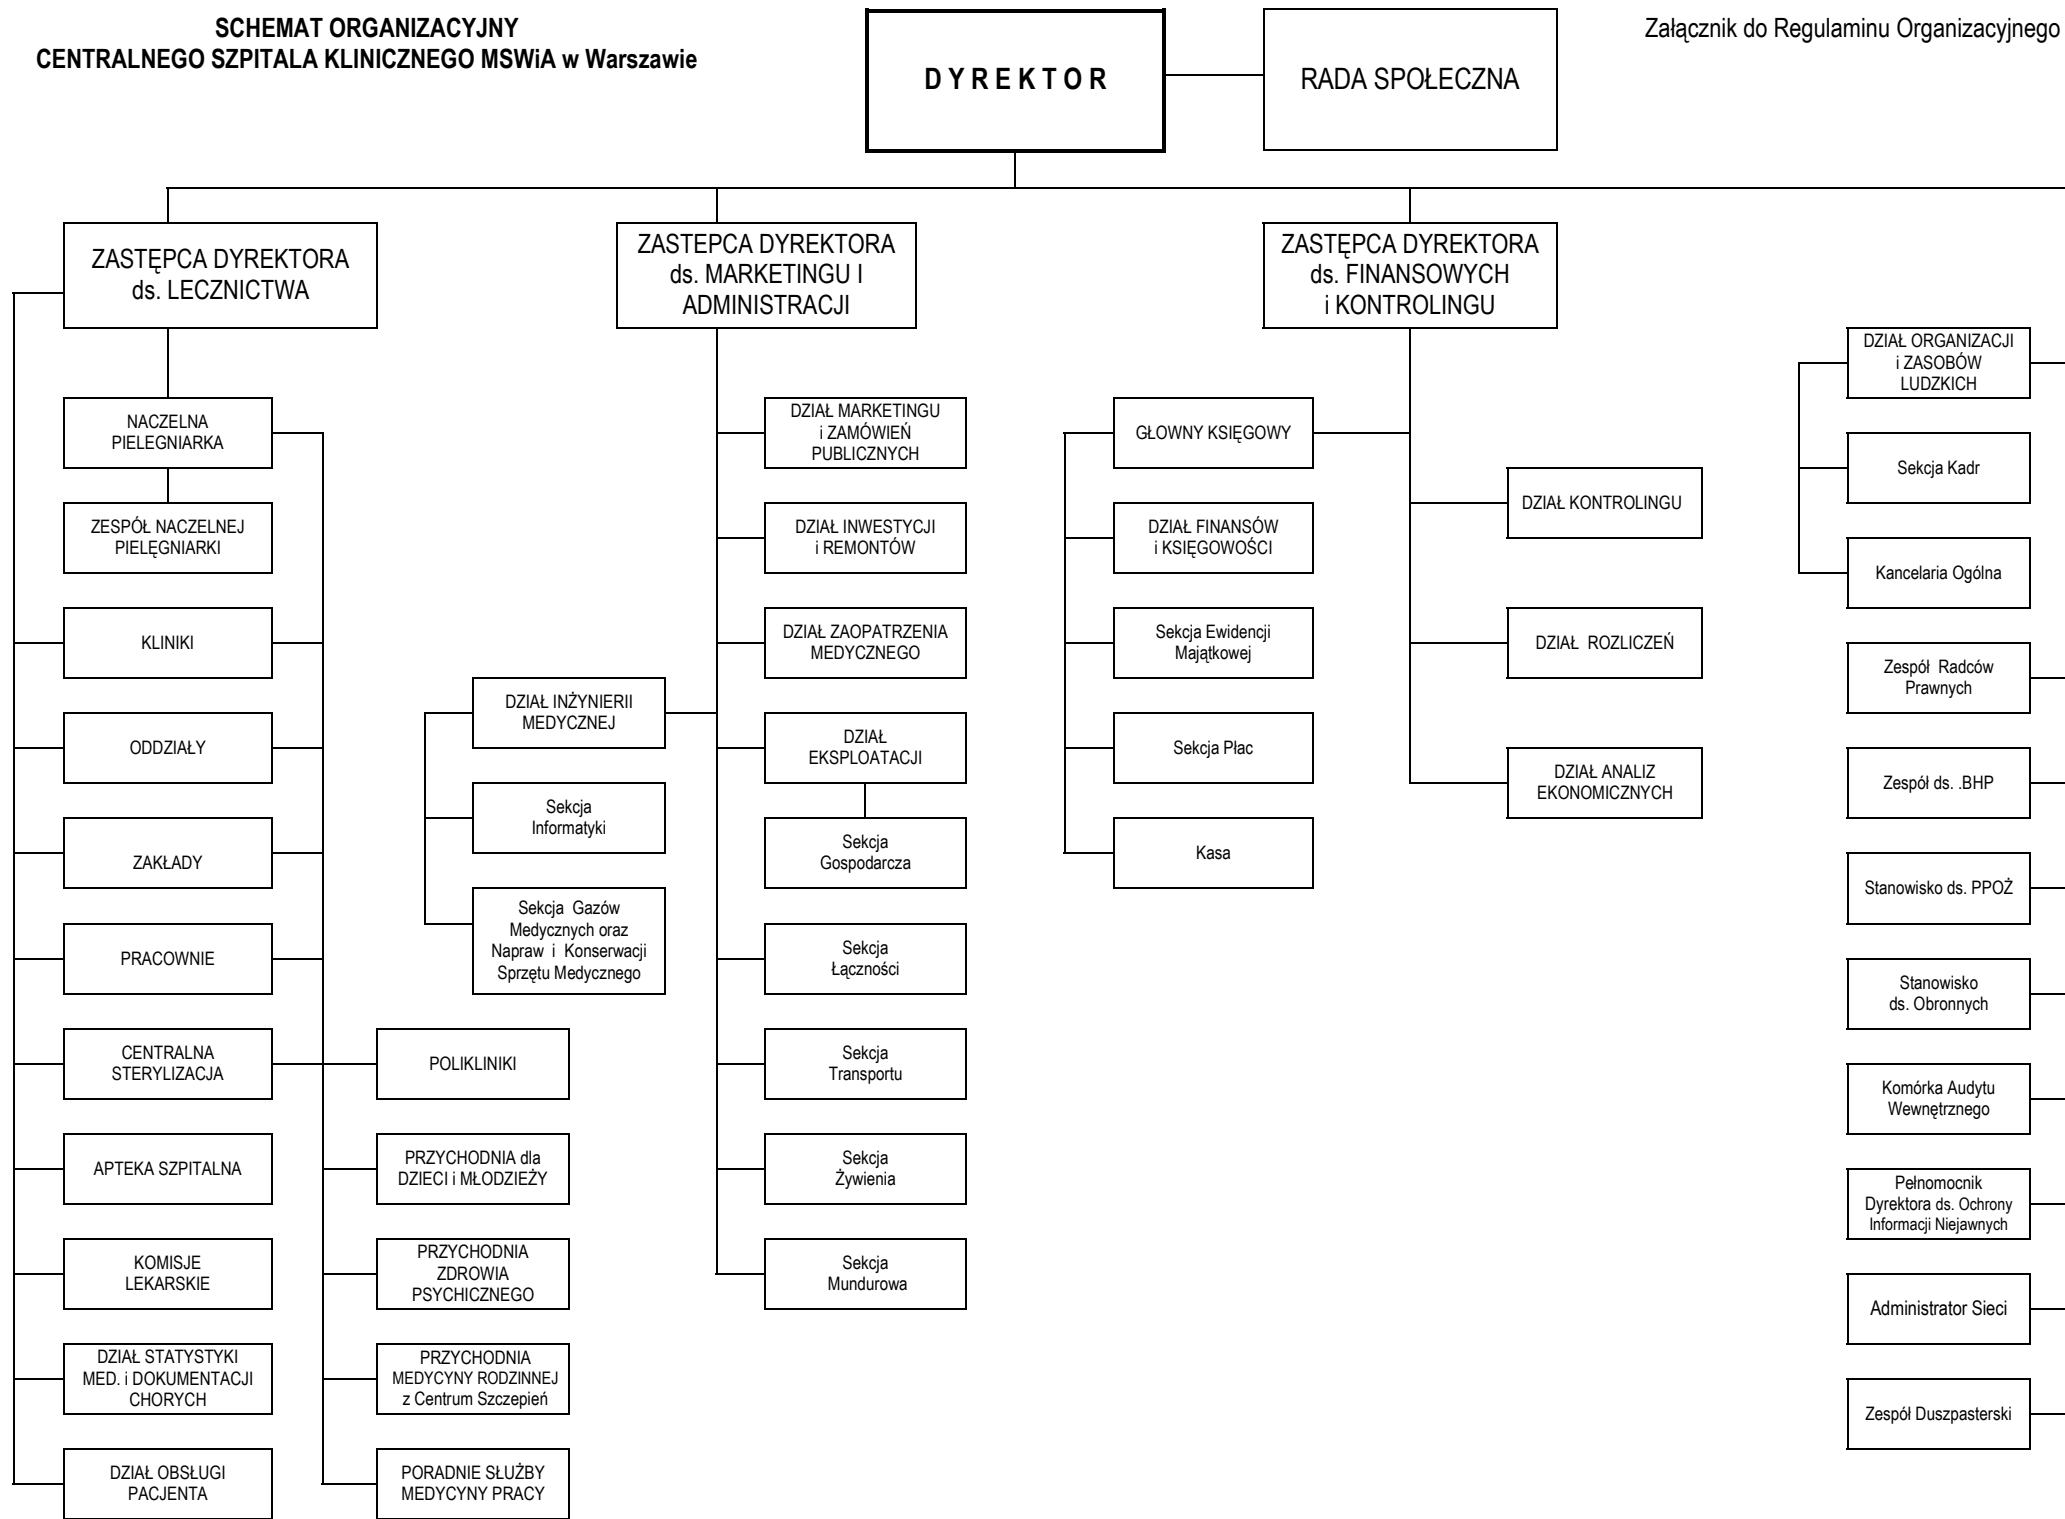 SCHEMAT ORGANIZACYJNY
CENTRALNEGO SZPITALA KLINICZNEGO MSWiA w Warszawie
D Y R E K T O R
RADA SPOŁECZNA
Załącznik do Regulaminu Organizacyjnego
ZASTĘPCA DYREKTORA
ds. LECZNICTWA
ZASTEPCA DYREKTORA
ds. MARKETINGU I
ADMINISTRACJI
ZASTĘPCA DYREKTORA
ds. FINANSOWYCH
i KONTROLINGU
NACZELNA
PIELEGNIARKA
ZESPÓŁ NACZELNEJ
PIELĘGNIARKI
KLINIKI
ODDZIAŁY
ZAKŁADY
PRACOWNIE
CENTRALNA
STERYLIZACJA
APTEKA SZPITALNA
KOMISJE
LEKARSKIE
DZIAŁ STATYSTYKI
MED. i DOKUMENTACJI
CHORYCH
DZIAŁ OBSŁUGI
PACJENTA
POLIKLINIKI
PRZYCHODNIA dla
DZIECI i MŁODZIEŻY
PRZYCHODNIA
ZDROWIA
PSYCHICZNEGO
PRZYCHODNIA
MEDYCYNY RODZINNEJ
z Centrum Szczepień
PORADNIE SŁUŻBY
MEDYCYNY PRACY
DZIAŁ INŻYNIERII
MEDYCZNEJ
Sekcja
Informatyki
Sekcja Gazów
Medycznych oraz
Napraw i Konserwacji
Sprzętu Medycznego
DZIAŁ MARKETINGU
i ZAMÓWIEŃ
PUBLICZNYCH
DZIAŁ INWESTYCJI
i REMONTÓW
DZIAŁ ZAOPATRZENIA
MEDYCZNEGO
DZIAŁ
EKSPLOATACJI
Sekcja
Gospodarcza
Sekcja
Łączności
Sekcja
Transportu
Sekcja
Żywienia
Sekcja
Mundurowa
GŁOWNY KSIĘGOWY
DZIAŁ FINANSÓW
i KSIĘGOWOŚCI
Sekcja Ewidencji
Majątkowej
Sekcja Płac
Kasa
DZIAŁ KONTROLINGU
DZIAŁ ROZLICZEŃ
DZIAŁ ANALIZ
EKONOMICZNYCH
DZIAŁ ORGANIZACJI
i ZASOBÓW
LUDZKICH
Sekcja Kadr
Kancelaria Ogólna
Zespół Radców
Prawnych
Zespół ds. .BHP
Stanowisko ds. PPOŻ
Stanowisko
ds. Obronnych
Komórka Audytu
Wewnętrznego
Pełnomocnik
Dyrektora ds. Ochrony
Informacji Niejawnych
Administrator Sieci
Zespół Duszpasterski